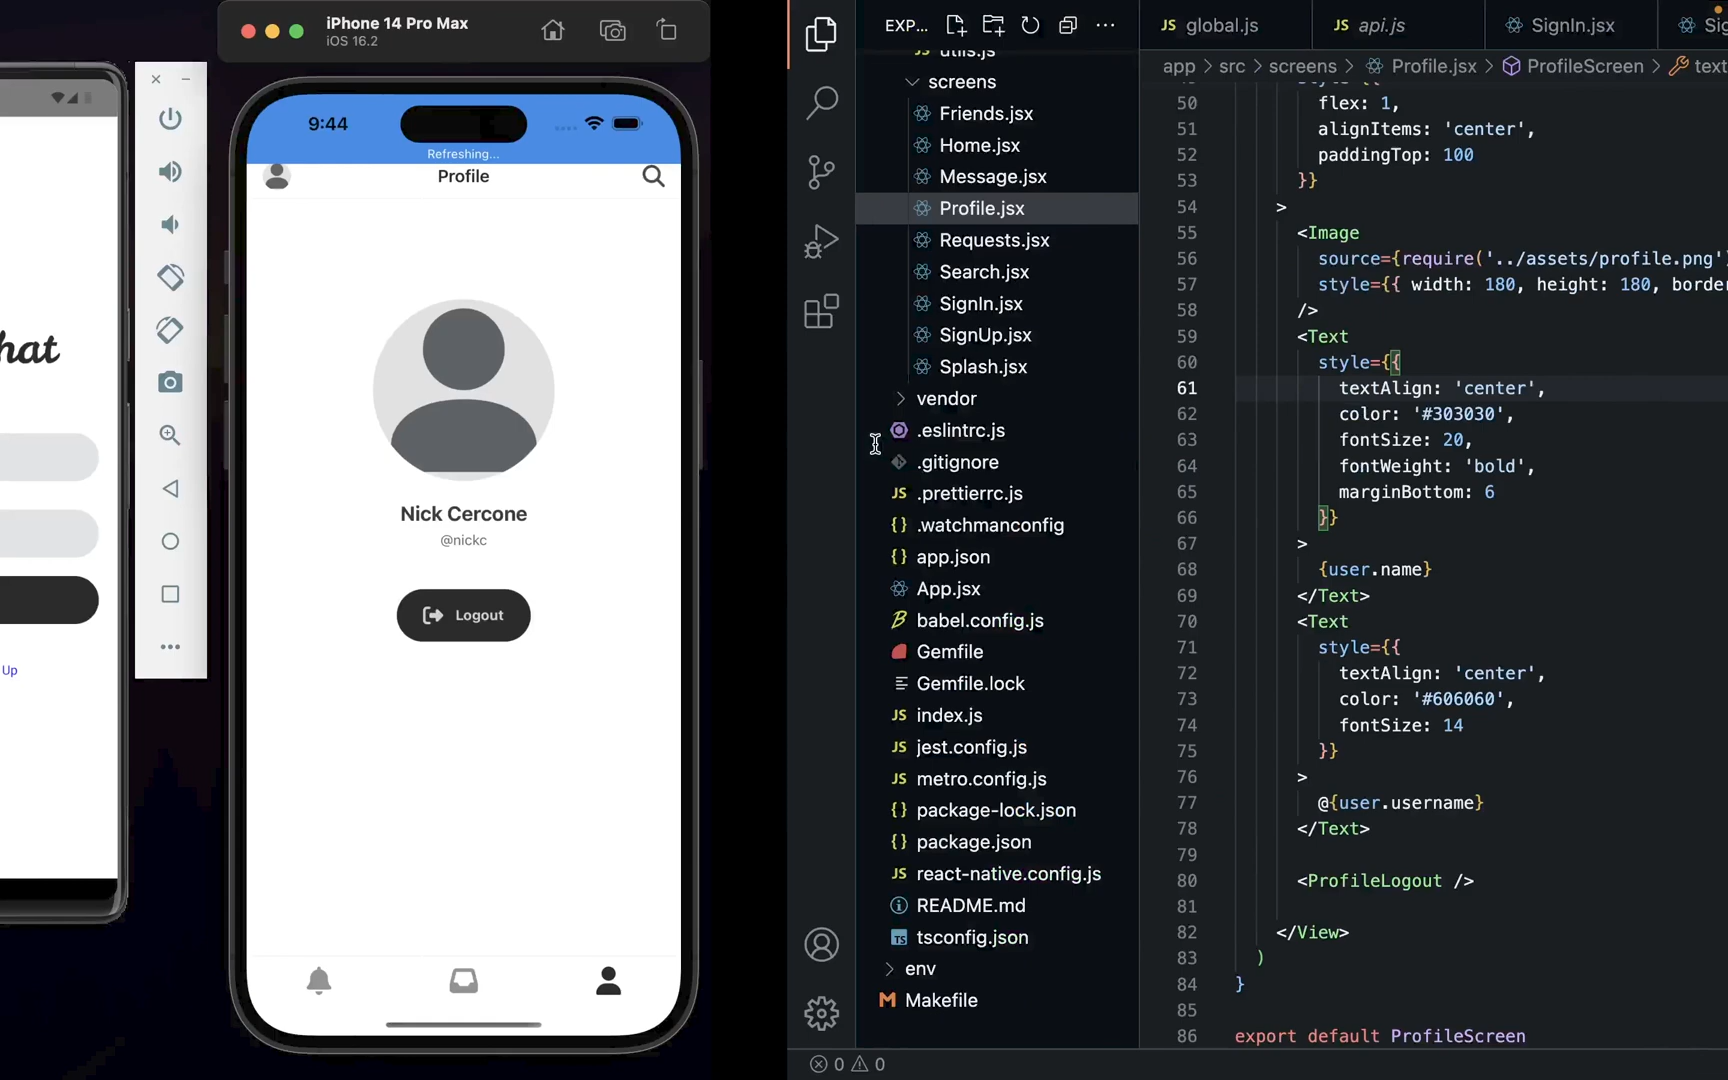 hat
Up
iPhone 14 Pro Max
iOS 16.2
9:44
Refreshing...
Profile
Nick Cercone
@nickc
Logout
EXP...
utils.js
screens
Friends.jsx
Home.jsx
Message.jsx
Profile.jsx
Requests.jsx
Search.jsx
SignIn.jsx
SignUp.jsx
Splash.jsx
vendor
.eslintrc.js
.gitignore
JS .prettierrc.js
{} .watchmanconfig
{} app.json
App.jsx
babel.config.js
Gemfile
Gemfile.lock
JS index.js
JS jest.config.js
JS metro.config.js
{} package-lock.json
{} package.json
JS react-native.config.js
README.md
TS tsconfig.json
env
M Makefile
0 0
JS global.js
JS api.js
SignIn.jsx
Sig
app > src > screens > Profile.jsx > ProfileScreen > text
50 flex: 1,
51 alignItems: 'center',
52 paddingTop: 100
53 }}
54 >
55 <Image
56 source={require('../assets/profile.png'
57 style={{ width: 180, height: 180, border
58 />
59 <Text
60 style={{
61 textAlign: 'center',
62 color: '#303030',
63 fontSize: 20,
64 fontWeight: 'bold',
65 marginBottom: 6
66 }}
67 >
68 {user.name}
69 </Text>
70 <Text
71 style={{
72 textAlign: 'center',
73 color: '#606060',
74 fontSize: 14
75 }}
76 >
77 @{user.username}
78 </Text>
79
80 <ProfileLogout />
81
82 </View>
83 )
84 }
85
86 export default ProfileScreen